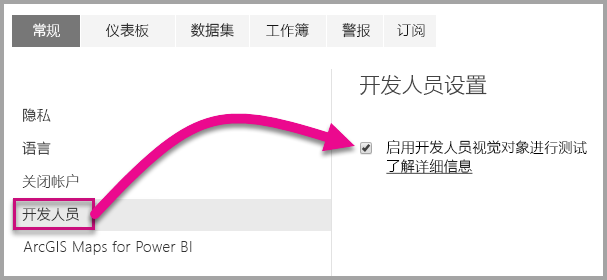 常规 仪表板 数据集 工作簿 警报 订阅
隐私
语言
关闭帐户
开发人员
ArcGIS Maps for Power BI
开发人员设置
启用开发人员视觉对象进行测试
了解详细信息